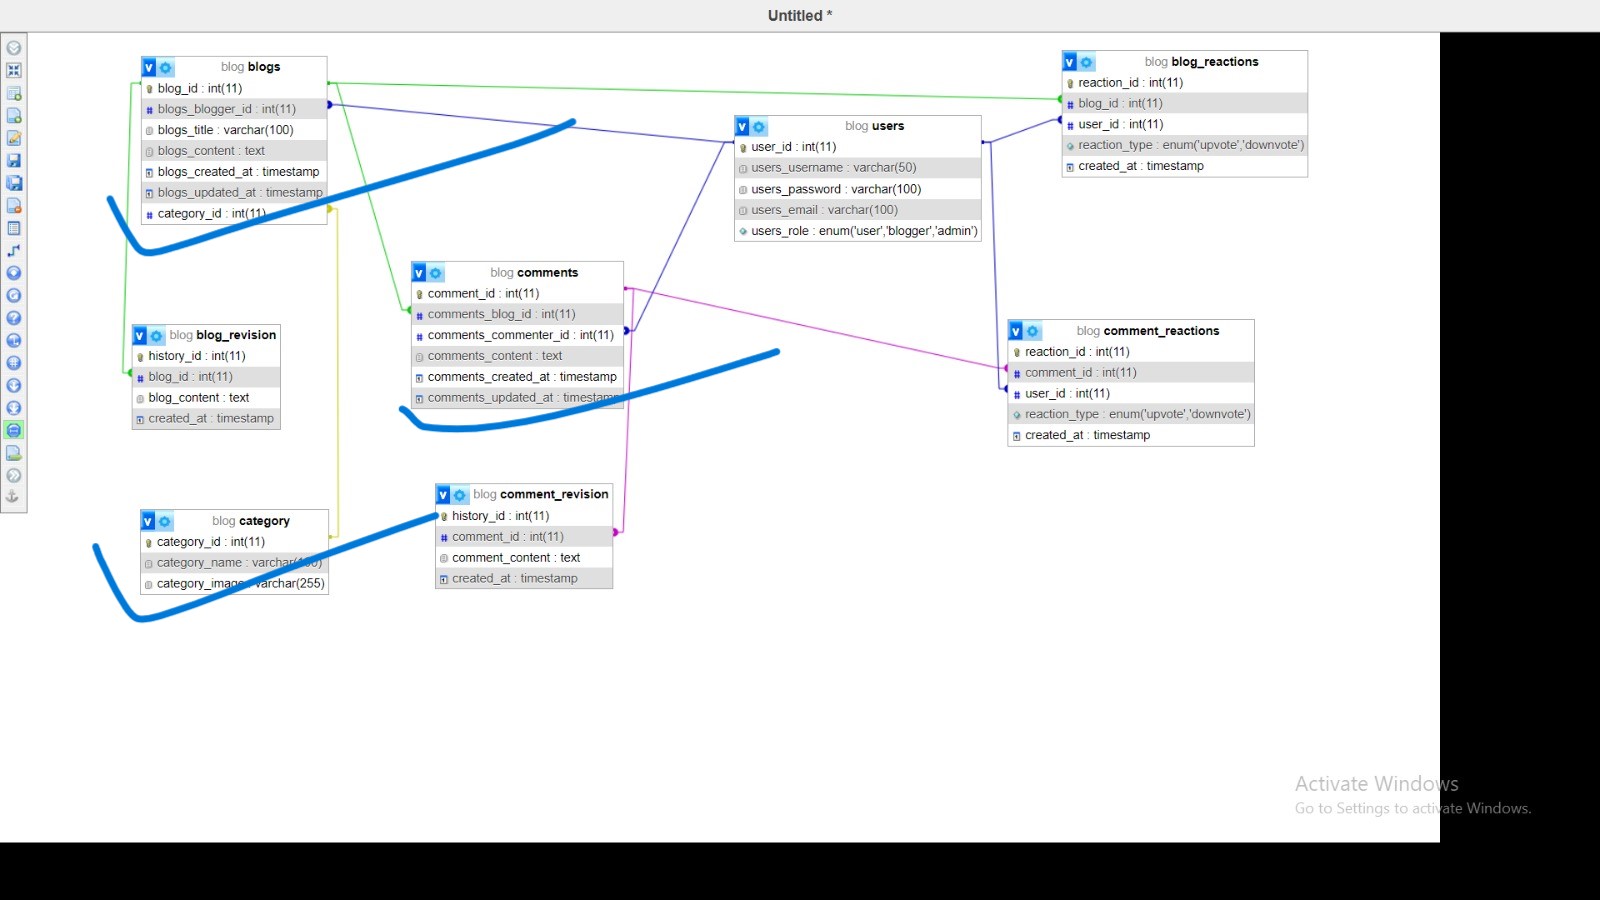 Untitled *
blog blogs
blog_id : int(11)
blogs_blogger_id : int(11)
blogs_title : varchar(100)
blogs_content : text
blogs_created_at : timestamp
blogs_updated_at : timestamp
category_id : int(11)
blog blog_reactions
reaction_id : int(11)
blog_id : int(11)
user_id : int(11)
reaction_type : enum('upvote','downvote')
created_at : timestamp
blog users
user_id : int(11)
users_username : varchar(50)
users_password : varchar(100)
users_email : varchar(100)
users_role : enum('user','blogger','admin')
blog comments
comment_id : int(11)
comments_blog_id : int(11)
comments_commenter_id : int(11)
comments_content : text
comments_created_at : timestamp
comments_updated_at : timestamp
blog blog_revision
history_id : int(11)
blog_id : int(11)
blog_content : text
created_at : timestamp
blog comment_reactions
reaction_id : int(11)
comment_id : int(11)
user_id : int(11)
reaction_type : enum('upvote','downvote')
created_at : timestamp
blog category
category_id : int(11)
category_name : varchar(100)
category_image : varchar(255)
blog comment_revision
history_id : int(11)
comment_id : int(11)
comment_content : text
created_at : timestamp
Activate Windows
Go to Settings to activate Windows.